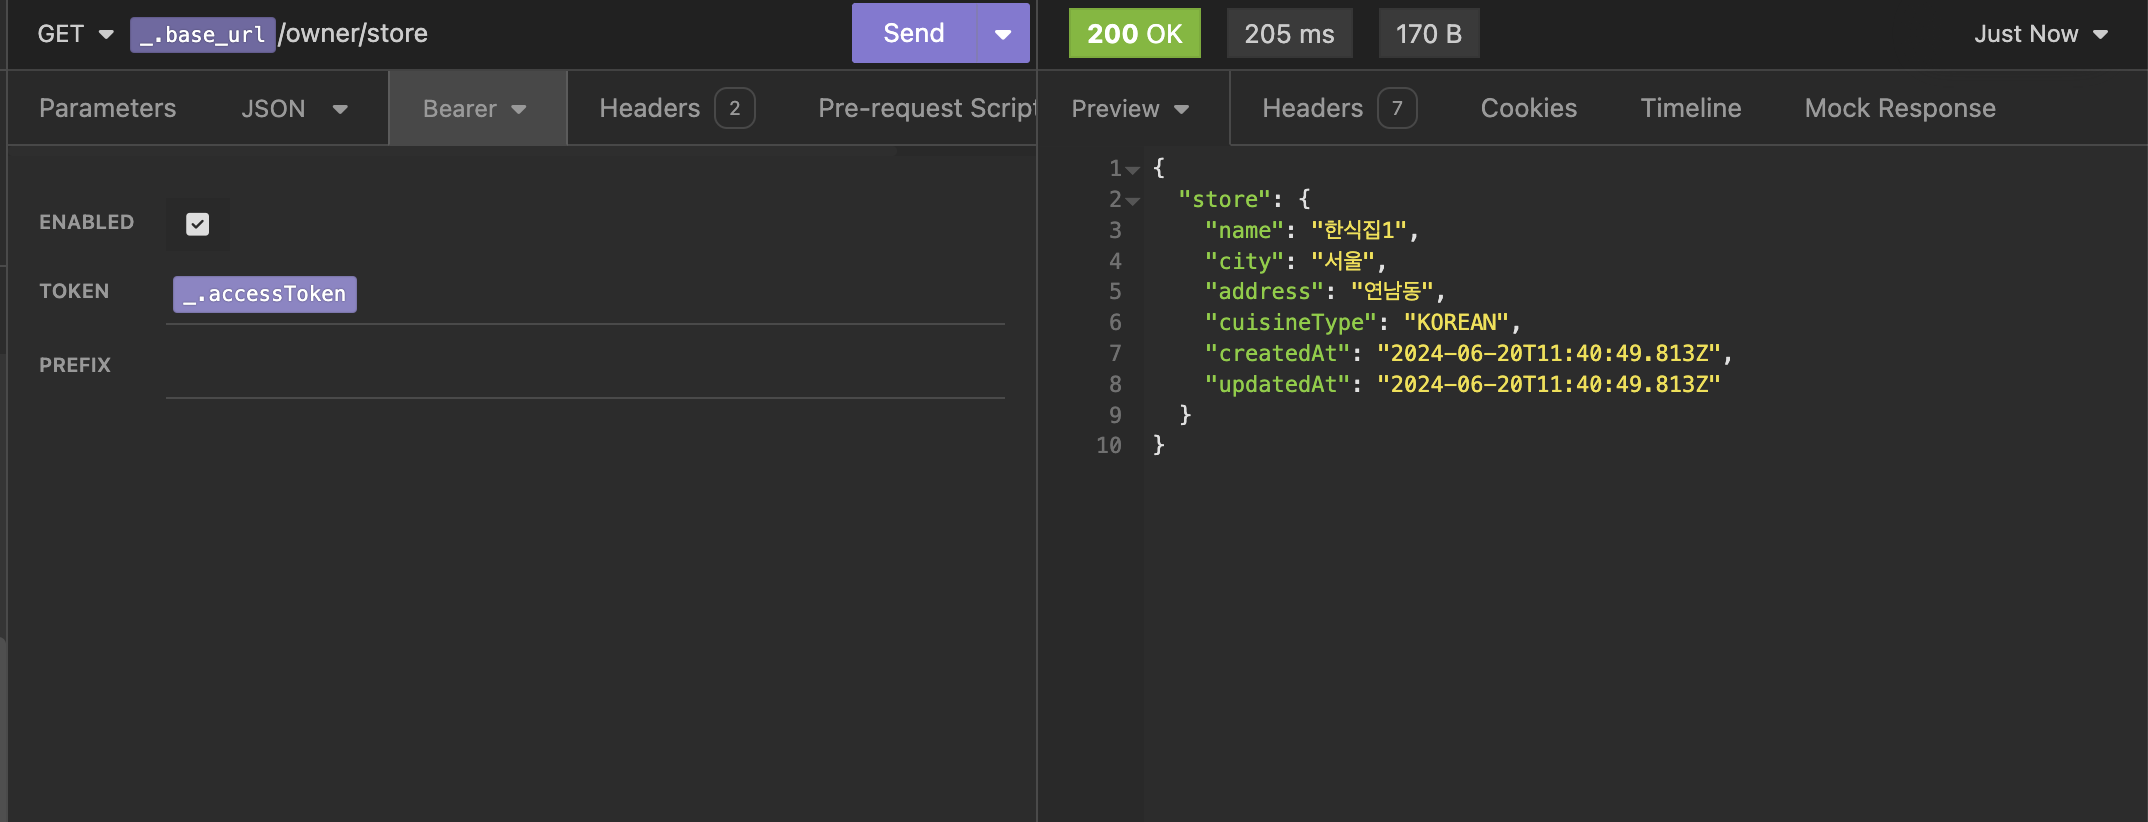 GET _.base_url/owner/store Send
200 OK 205 ms 170 B Just Now
Parameters JSON Bearer Headers 2 Pre-request Script
Preview Headers 7 Cookies Timeline Mock Response
ENABLED
TOKEN _.accessToken
PREFIX
1 {
2 "store": {
3 "name": "한식집1",
4 "city": "서울",
5 "address": "연남동",
6 "cuisineType": "KOREAN",
7 "createdAt": "2024-06-20T11:40:49.813Z",
8 "updatedAt": "2024-06-20T11:40:49.813Z"
9 }
10 }